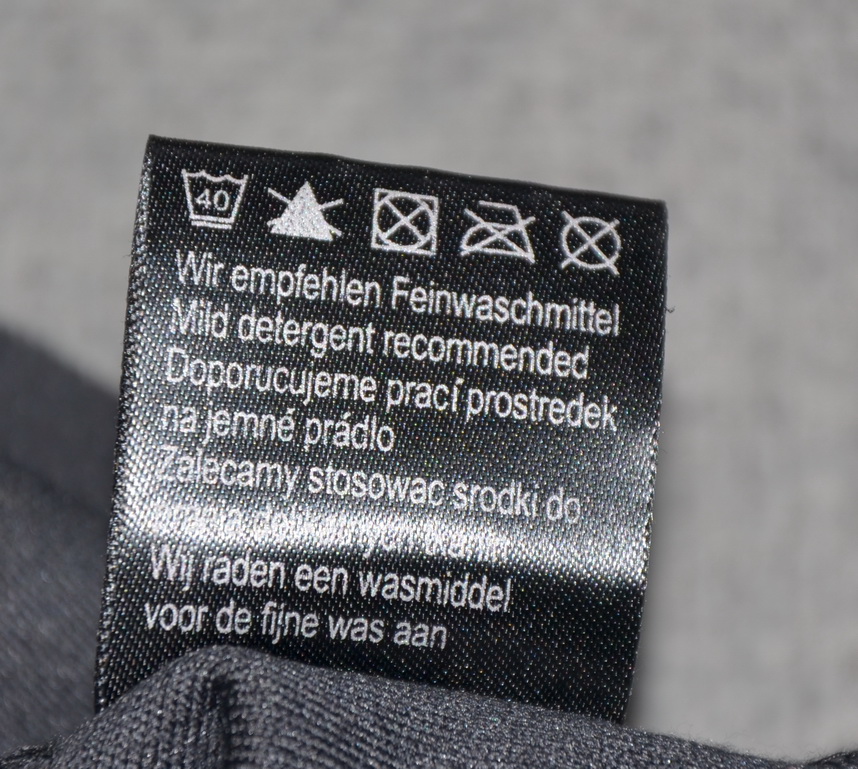 40
Wir empfehlen Feinwaschmittel
Mild detergent recommended
Doporucujeme prací prostredek
na jemné prádlo
Zalecamy stosowac srodki do
Wij raden een wasmiddel
voor de fijne was aan